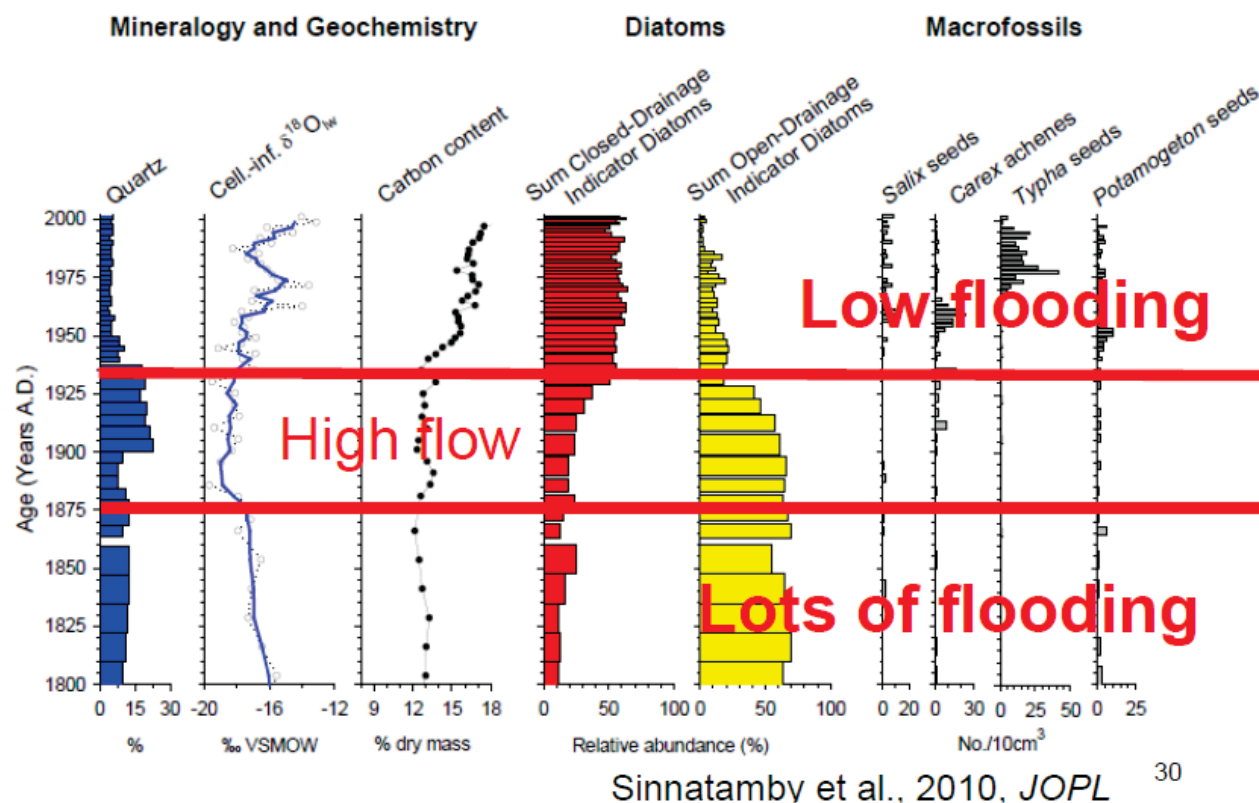 Mineralogy and Geochemistry
Diatoms
Macrofossils
Quartz
Cell.-inf. δ¹⁸Olw
Carbon content
Sum Closed-Drainage
Indicator Diatoms
Sum Open-Drainage
Indicator Diatoms
Salix seeds
Carex achenes
Typha seeds
Potamogeton seeds
Age (Years A.D.)
2000
1975
1950
1925
1900
1875
1850
1825
1800
Low flooding
High flow
Lots of flooding
0 15 30
-20 -16 -12
9 12 15 18
0 50 100
0 50 100
0 20
0 10
0 25 50
0 25
%
‰ VSMOW
% dry mass
Relative abundance (%)
No./10cm³
Sinnatamby et al., 2010, JOPL
30